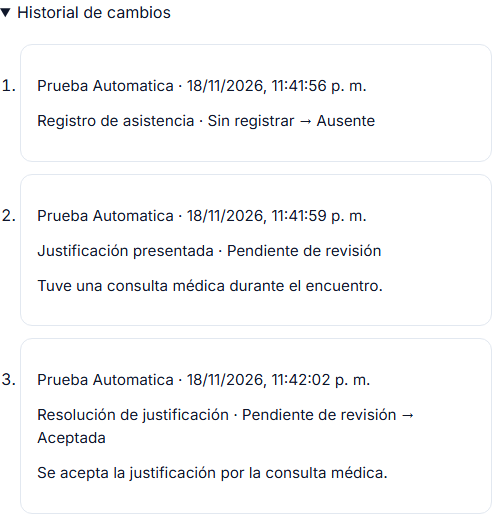 ▼ Historial de cambios
1. Prueba Automatica · 18/11/2026, 11:41:56 p. m.
Registro de asistencia · Sin registrar → Ausente
2. Prueba Automatica · 18/11/2026, 11:41:59 p. m.
Justificación presentada · Pendiente de revisión
Tuve una consulta médica durante el encuentro.
3. Prueba Automatica · 18/11/2026, 11:42:02 p. m.
Resolución de justificación · Pendiente de revisión →
Aceptada
Se acepta la justificación por la consulta médica.